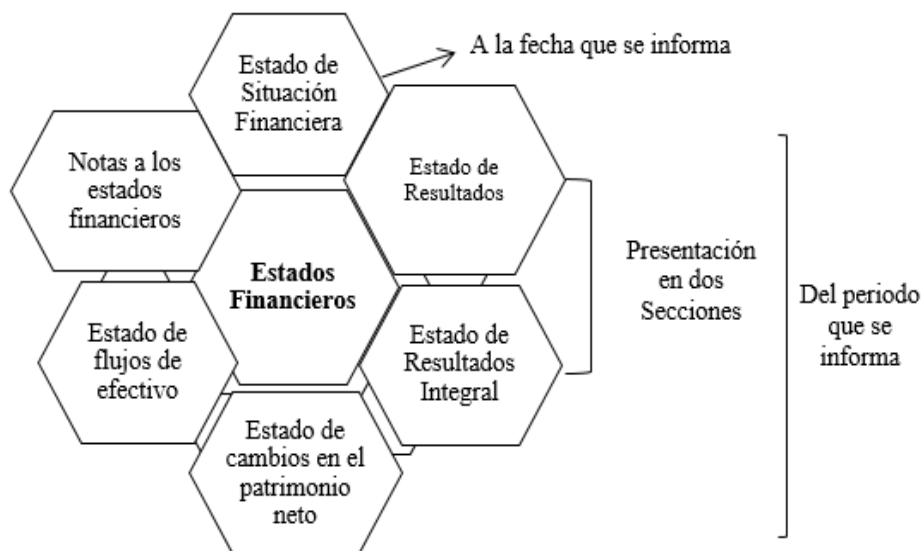 Estado de
Situación
Financiera
A la fecha que se informa
Notas a los
estados
financieros
Estado de
Resultados
Estados
Financieros
Presentación
en dos
Secciones
Del periodo
que se
informa
Estado de
flujos de
efectivo
Estado de
Resultados
Integral
Estado de
cambios en el
patrimonio
neto